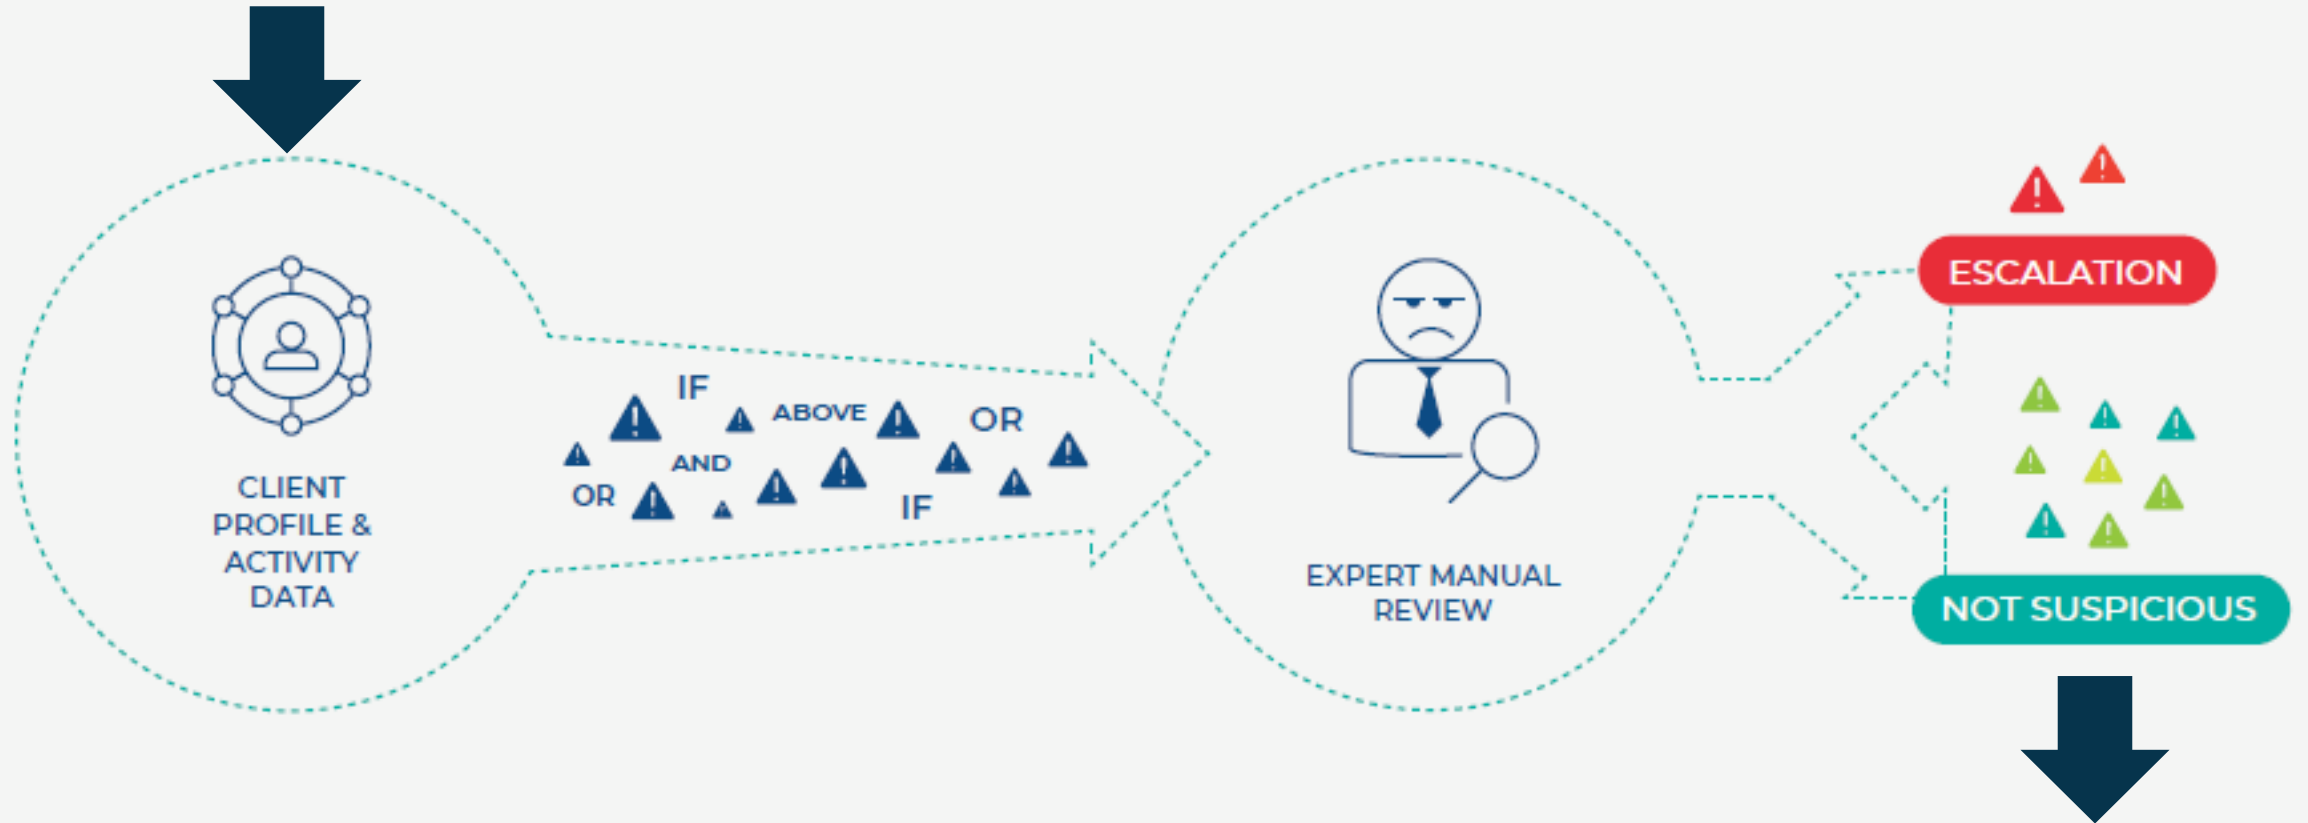 CLIENT
PROFILE &
ACTIVITY
DATA
IF
ABOVE
OR
AND
OR
IF
EXPERT MANUAL
REVIEW
ESCALATION
NOT SUSPICIOUS